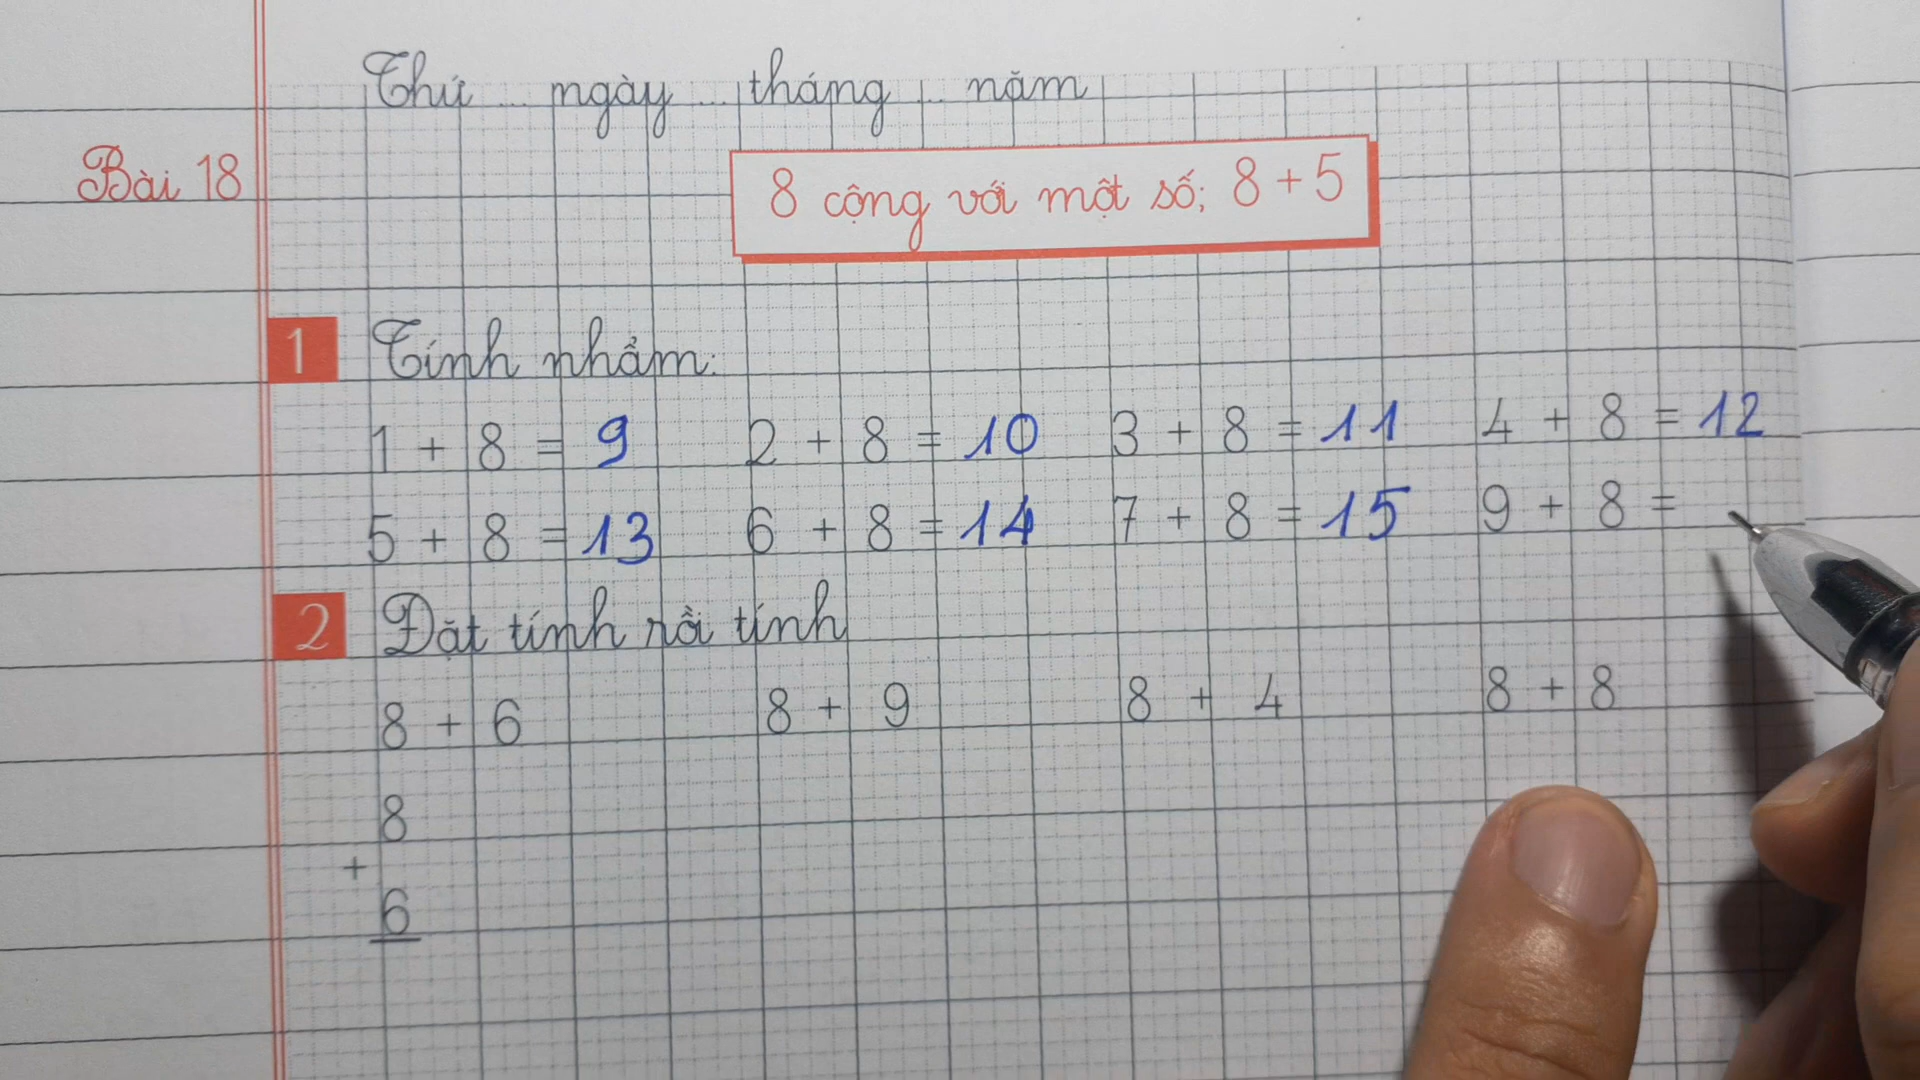 Thứ ... ngày ... tháng ... năm
Bài 18
8 cộng với một số; 8 + 5
1 Tính nhẩm:
1 + 8 = 9 2 + 8 = 10 3 + 8 = 11 4 + 8 = 12
5 + 8 = 13 6 + 8 = 14 7 + 8 = 15 9 + 8 =
2 Đặt tính rồi tính
8 + 6 8 + 9 8 + 4 8 + 8
8
+
6